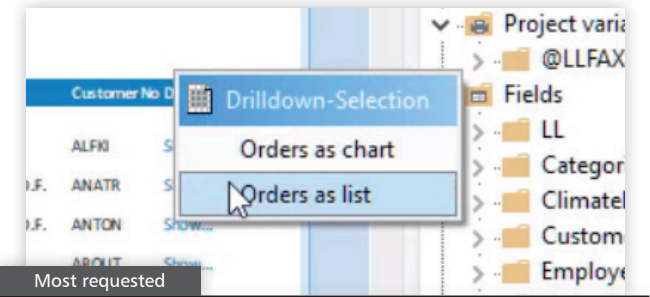 Project varia
@LLFAX
Fields
LL
Categor
Climatel
Custom
Employe
Customer No D
ALFKI S
O.F. ANATR S
O.F. ANTON Show...
ABOUT Show...
Drilldown-Selection
Orders as chart
Orders as list
Most requested